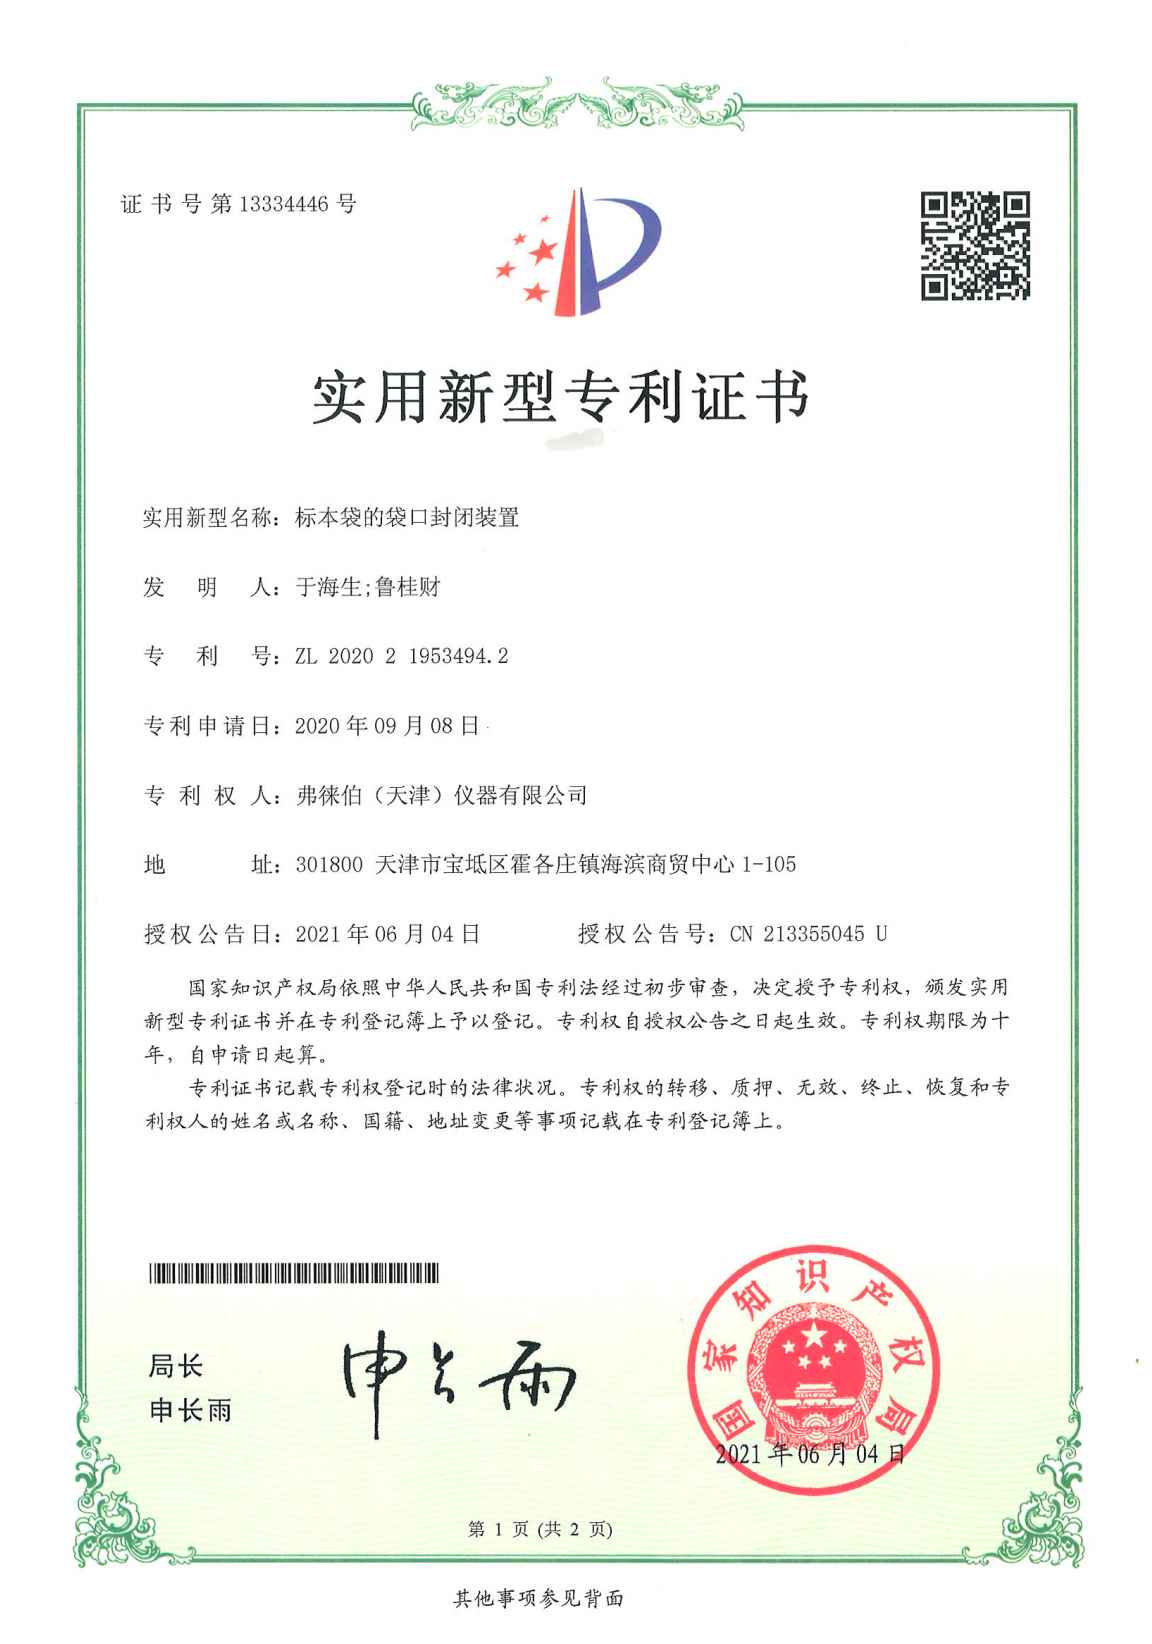 证书号第13334446号
实用新型专利证书
实用新型名称：标本袋的袋口封闭装置
发明人：于海生;鲁桂财
专利号：ZL 2020 2 1953494.2
专利申请日：2020年09月08日
专利权人：弗徕伯（天津）仪器有限公司
地址：301800 天津市宝坻区霍各庄镇海滨商贸中心1-105
授权公告日：2021年06月04日 授权公告号：CN 213355045 U
国家知识产权局依照中华人民共和国专利法经过初步审查，决定授予专利权，颁发实用
新型专利证书并在专利登记簿上予以登记。专利权自授权公告之日起生效。专利权期限为十
年，自申请日起算。
专利证书记载专利权登记时的法律状况。专利权的转移、质押、无效、终止、恢复和专
利权人的姓名或名称、国籍、地址变更等事项记载在专利登记簿上。
局长
申长雨
申长雨
国家知识产权局
2021年06月04日
第 1 页 (共 2 页)
其他事项参见背面